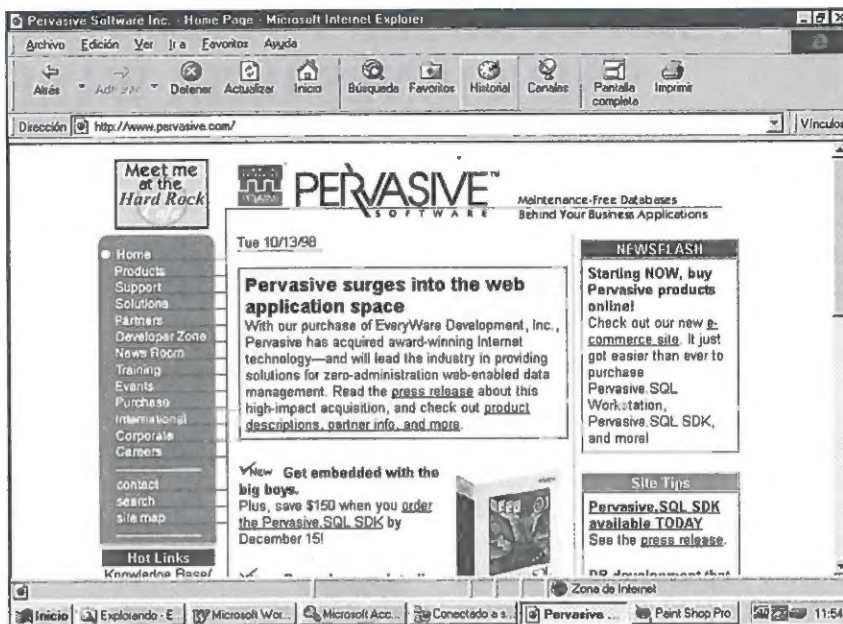 Pervasive Software Inc. - Home Page - Microsoft Internet Explorer
Archivo Edición Ver Ir a Favoritos Ayuda
Atrás Adelante Detener Actualizar Inicio Búsqueda Favoritos Historial Canales Pantalla completa Imprimir
Dirección http://www.pervasive.com/ Vínculos
Meet me
at the
Hard Rock
Cafe
PERVASIVE
PERVASIVE™
SOFTWARE
Maintenance-Free Databases
Behind Your Business Applications
Tue 10/13/98
Home
Products
Support
Solutions
Partners
Developer Zone
News Room
Training
Events
Purchase
International
Corporate
Careers
contact
search
site map
Hot Links
Knowledge Base/
Pervasive surges into the web
application space
With our purchase of EveryWare Development, Inc.,
Pervasive has acquired award-winning Internet
technology—and will lead the industry in providing
solutions for zero-administration web-enabled data
management. Read the press release about this
high-impact acquisition, and check out product
descriptions, partner info, and more.
New Get embedded with the
big boys.
Plus, save $150 when you order
the Pervasive.SQL SDK by
December 15!
NEWSFLASH
Starting NOW, buy
Pervasive products
online!
Check out our new e-
commerce site. It just
got easier than ever to
purchase
Pervasive.SQL
Workstation,
Pervasive.SQL SDK,
and more!
Site Tips
Pervasive.SQL SDK
available TODAY
See the press release.
Zona de Internet
Inicio Explorando - E... Microsoft Wor... Microsoft Acc... Conectado a s... Pervasive ... Paint Shop Pro 11:54